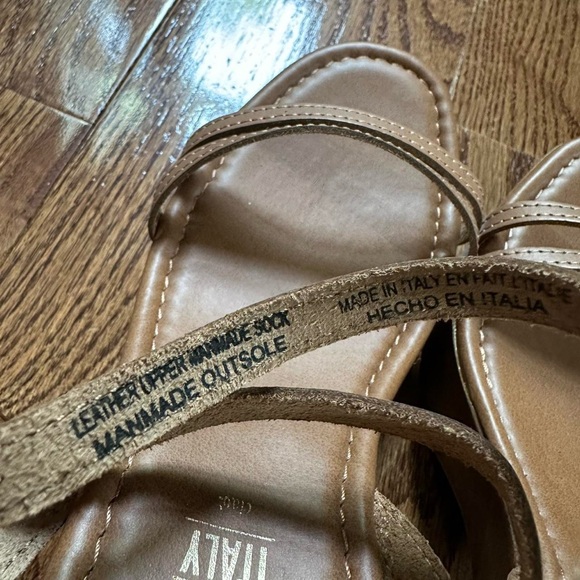 LEATHER UPPER MANMADE SOCK
MANMADE OUTSOLE
MADE IN ITALY EN FAIT L'ITALIE
HECHO EN ITALIA
ITALY